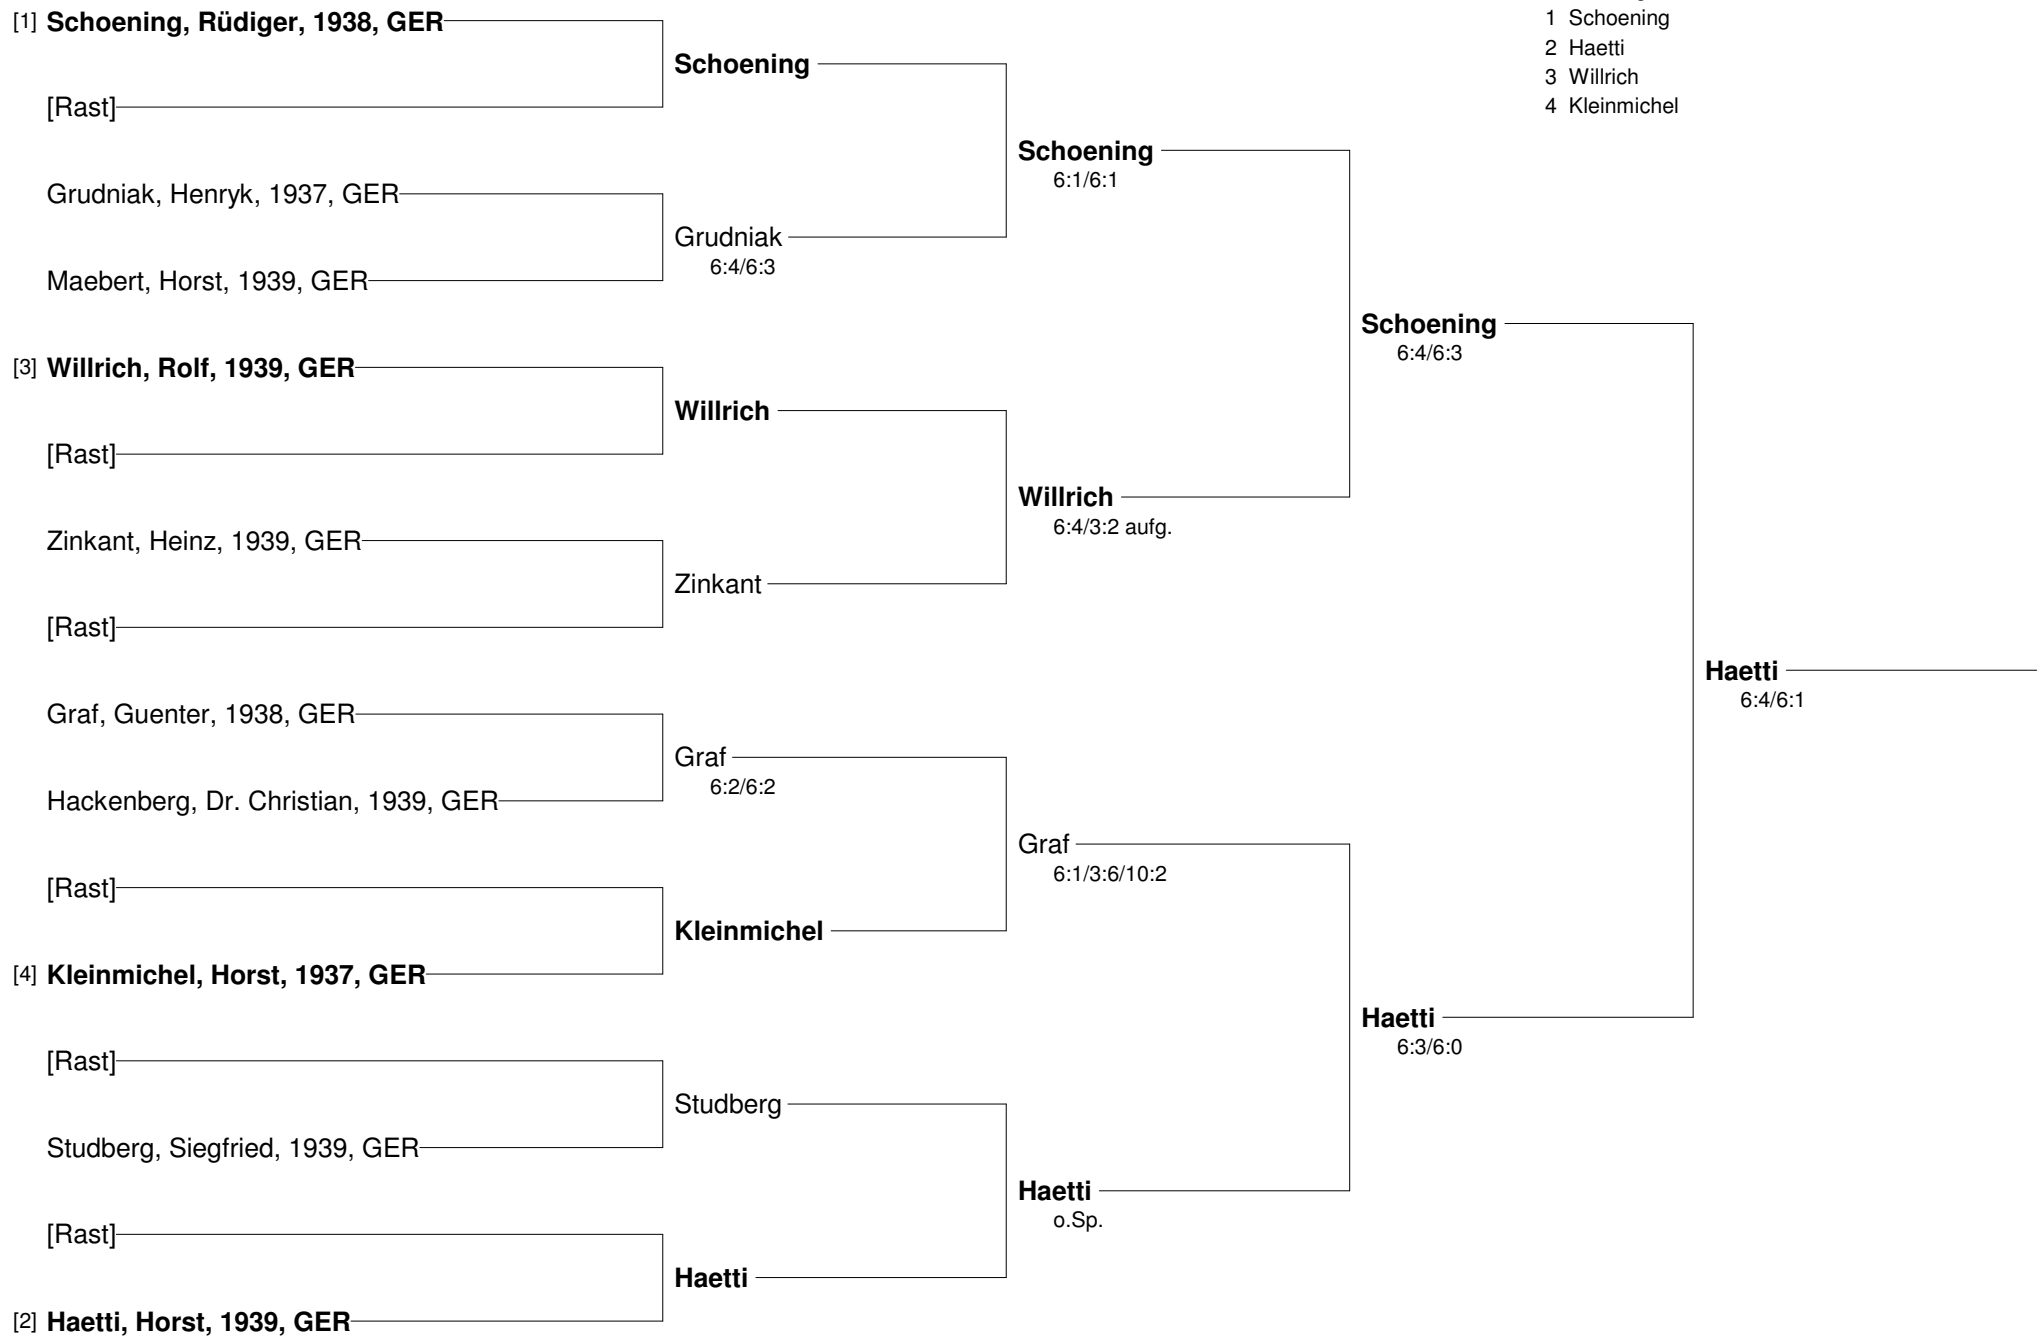 [1] Schoening, Rüdiger, 1938, GER
[Rast]
Grudniak, Henryk, 1937, GER
Maebert, Horst, 1939, GER
[3] Willrich, Rolf, 1939, GER
[Rast]
Zinkant, Heinz, 1939, GER
[Rast]
Graf, Guenter, 1938, GER
Hackenberg, Dr. Christian, 1939, GER
[Rast]
[4] Kleinmichel, Horst, 1937, GER
[Rast]
Studberg, Siegfried, 1939, GER
[Rast]
[2] Haetti, Horst, 1939, GER
Schoening
Grudniak
6:4/6:3
Willrich
Zinkant
Graf
6:2/6:2
Kleinmichel
Studberg
Haetti
Schoening
6:1/6:1
Willrich
6:4/3:2 aufg.
Graf
6:1/3:6/10:2
Haetti
o.Sp.
Schoening
6:4/6:3
Haetti
6:3/6:0
Haetti
6:4/6:1
1 Schoening
2 Haetti
3 Willrich
4 Kleinmichel